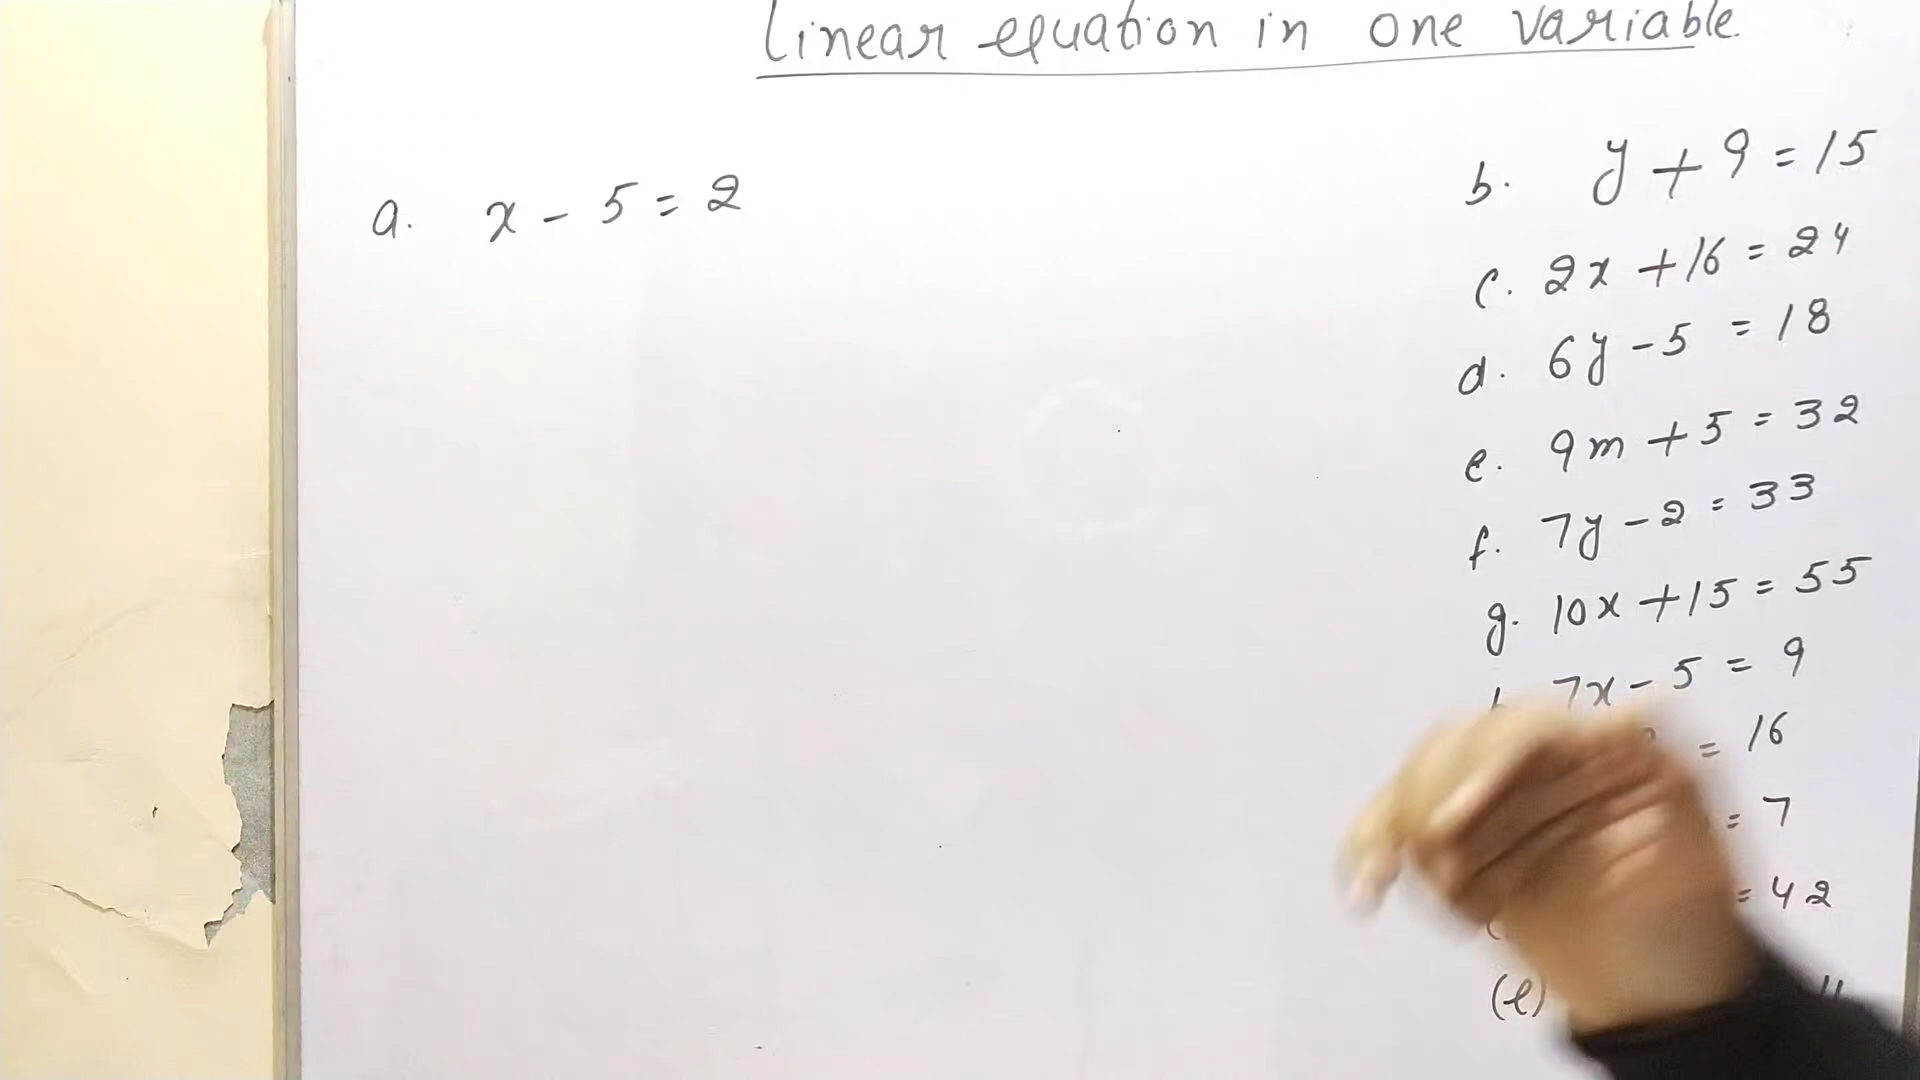 Linear equation in one variable.
a. x - 5 = 2
b. y + 9 = 15
c. 2x + 16 = 24
d. 6y - 5 = 18
e. 9m + 5 = 32
f. 7y - 2 = 33
g. 10x + 15 = 55
7x - 5 = 9
= 16
= 7
= 42
(l)